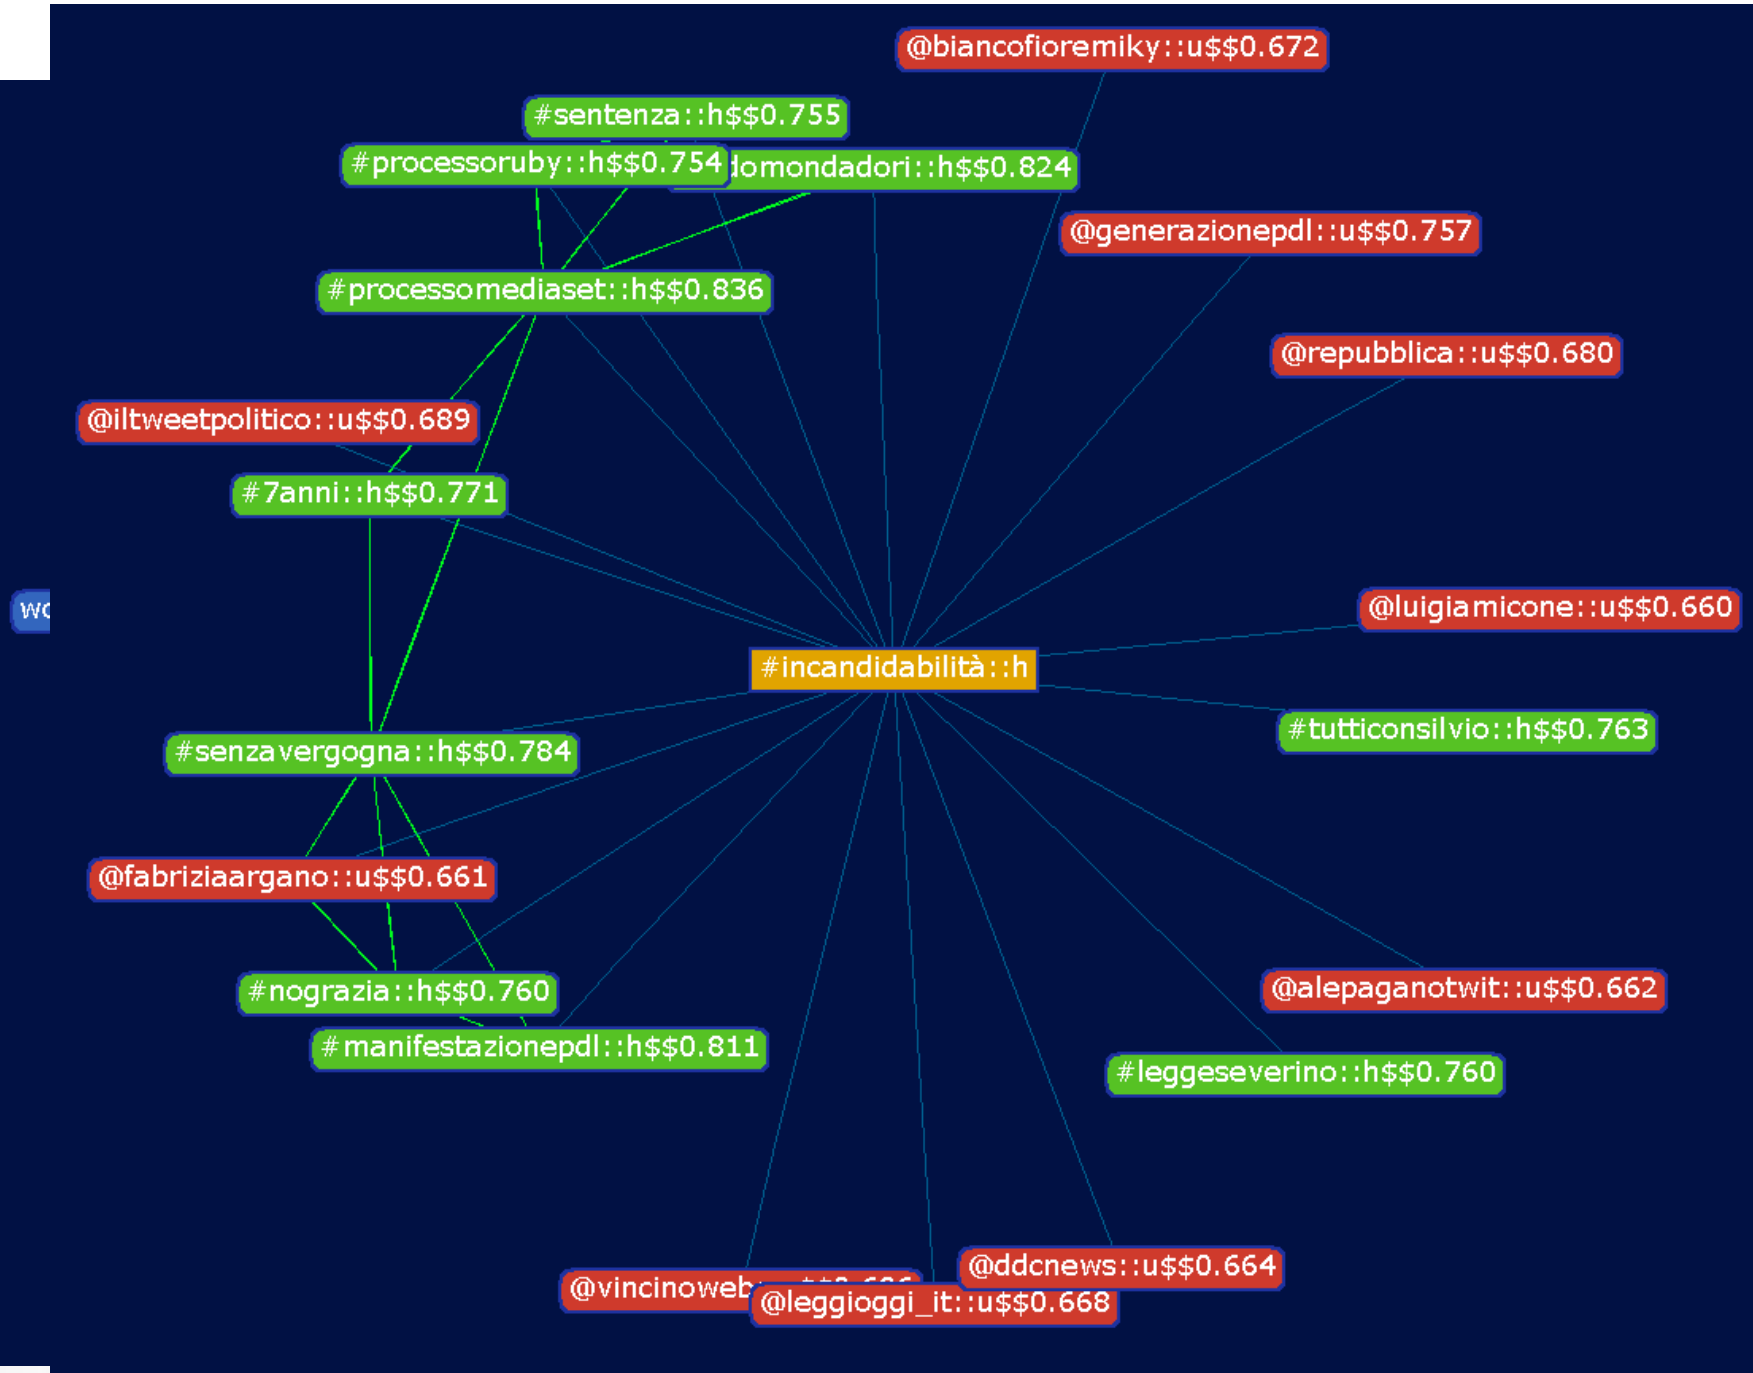 @biancofioremiky::u$$0.672
#sentenza::h$$0.755
#processoruby::h$$0.754
domondadori::h$$0.824
@generazionepdl::u$$0.757
#processomediaset::h$$0.836
@repubblica::u$$0.680
@iltweetpolitico::u$$0.689
#7anni::h$$0.771
@luigiamicone::u$$0.660
#incandidabilità::h
#tutticonsilvio::h$$0.763
#senzavergogna::h$$0.784
@fabriziaargano::u$$0.661
#nograzia::h$$0.760
@alepaganotwit::u$$0.662
#manifestazionepdl::h$$0.811
#leggeseverino::h$$0.760
@ddcnews::u$$0.664
@vincinoweb
@leggioggi_it::u$$0.668